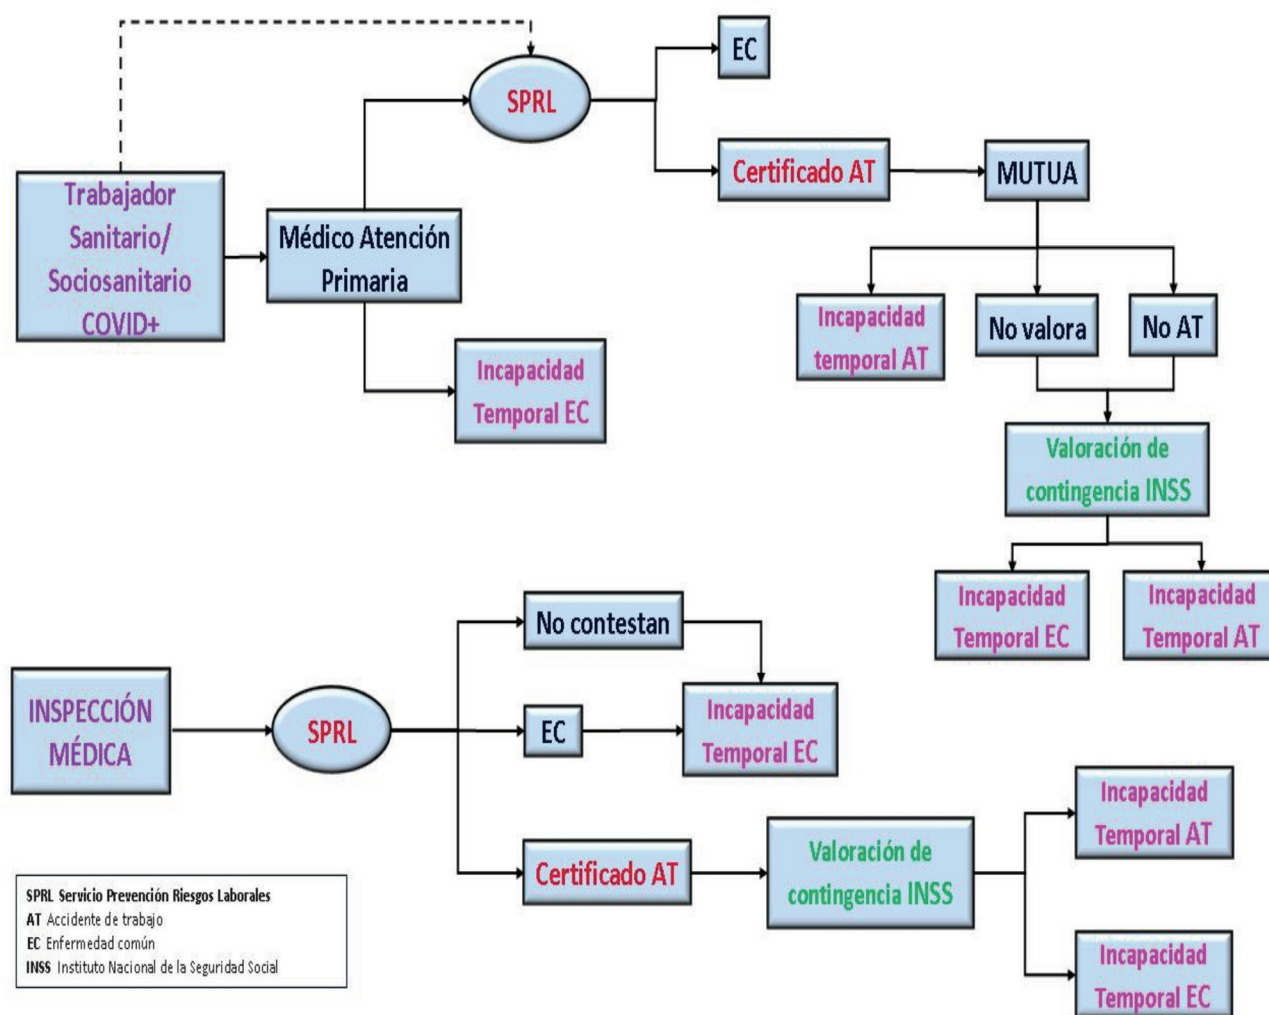 SPRL
EC
Certificado AT
MUTUA
Trabajador
Sanitario/
Sociosanitario
COVID+
Médico Atención
Primaria
Incapacidad
Temporal EC
Incapacidad
temporal AT
No valora
No AT
Valoración de
contingencia INSS
Incapacidad
Temporal EC
Incapacidad
Temporal AT
INSPECCIÓN
MÉDICA
SPRL
No contestan
EC
Incapacidad
Temporal EC
Certificado AT
Valoración de
contingencia INSS
Incapacidad
Temporal AT
Incapacidad
Temporal EC
SPRL Servicio Prevención Riesgos Laborales
AT Accidente de trabajo
EC Enfermedad común
INSS Instituto Nacional de la Seguridad Social